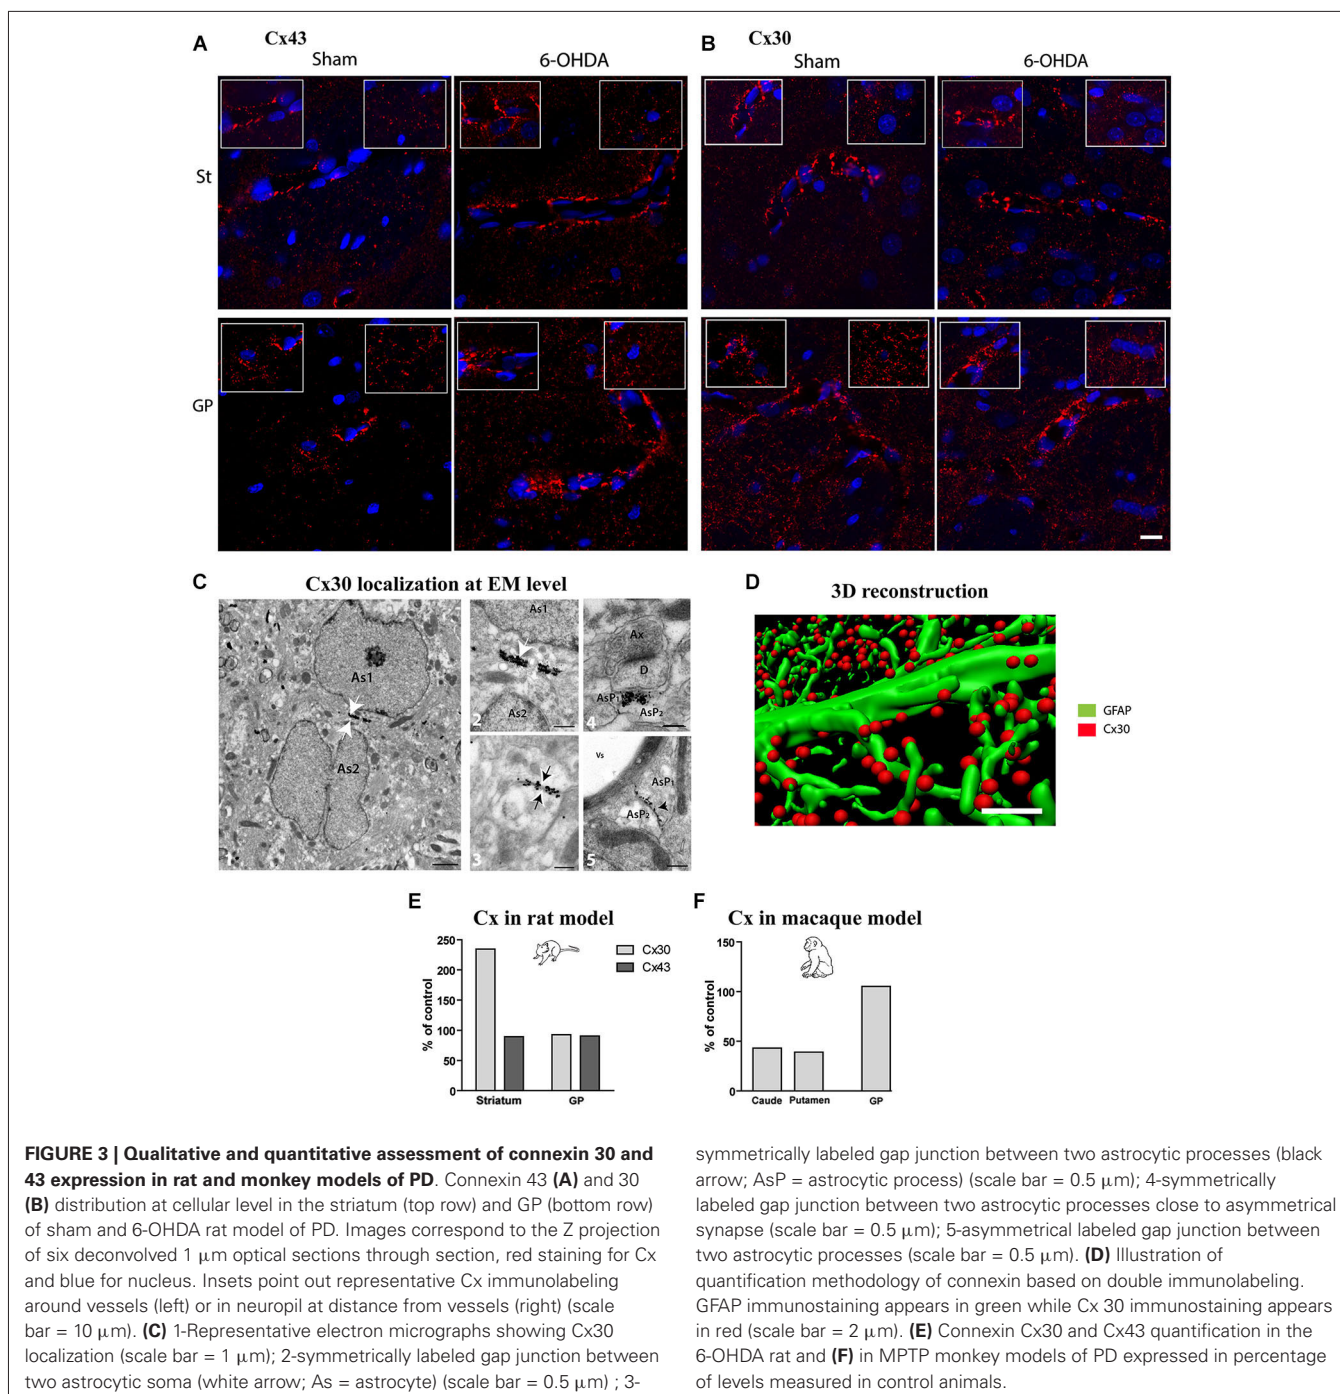 A
Cx43
Sham
6-OHDA
B
Cx30
Sham
6-OHDA
St
GP
C
Cx30 localization at EM level
As1
As2
1
As1
As2
2
Ax
D
AsP1
AsP2
4
3
Vs
AsP1
AsP2
5
D
3D reconstruction
GFAP
Cx30
E
Cx in rat model
% of control
250
200
150
100
50
0
Striatum
GP
Cx30
Cx43
F
Cx in macaque model
% of control
150
100
50
0
Caude
Putamen
GP
FIGURE 3 | Qualitative and quantitative assessment of connexin 30 and
43 expression in rat and monkey models of PD. Connexin 43 (A) and 30
(B) distribution at cellular level in the striatum (top row) and GP (bottom row)
of sham and 6-OHDA rat model of PD. Images correspond to the Z projection
of six deconvolved 1 μm optical sections through section, red staining for Cx
and blue for nucleus. Insets point out representative Cx immunolabeling
around vessels (left) or in neuropil at distance from vessels (right) (scale
bar = 10 μm). (C) 1-Representative electron micrographs showing Cx30
localization (scale bar = 1 μm); 2-symmetrically labeled gap junction between
two astrocytic soma (white arrow; As = astrocyte) (scale bar = 0.5 μm) ; 3-
symmetrically labeled gap junction between two astrocytic processes (black
arrow; AsP = astrocytic process) (scale bar = 0.5 μm); 4-symmetrically
labeled gap junction between two astrocytic processes close to asymmetrical
synapse (scale bar = 0.5 μm); 5-asymmetrical labeled gap junction between
two astrocytic processes (scale bar = 0.5 μm). (D) Illustration of
quantification methodology of connexin based on double immunolabeling.
GFAP immunostaining appears in green while Cx 30 immunostaining appears
in red (scale bar = 2 μm). (E) Connexin Cx30 and Cx43 quantification in the
6-OHDA rat and (F) in MPTP monkey models of PD expressed in percentage
of levels measured in control animals.